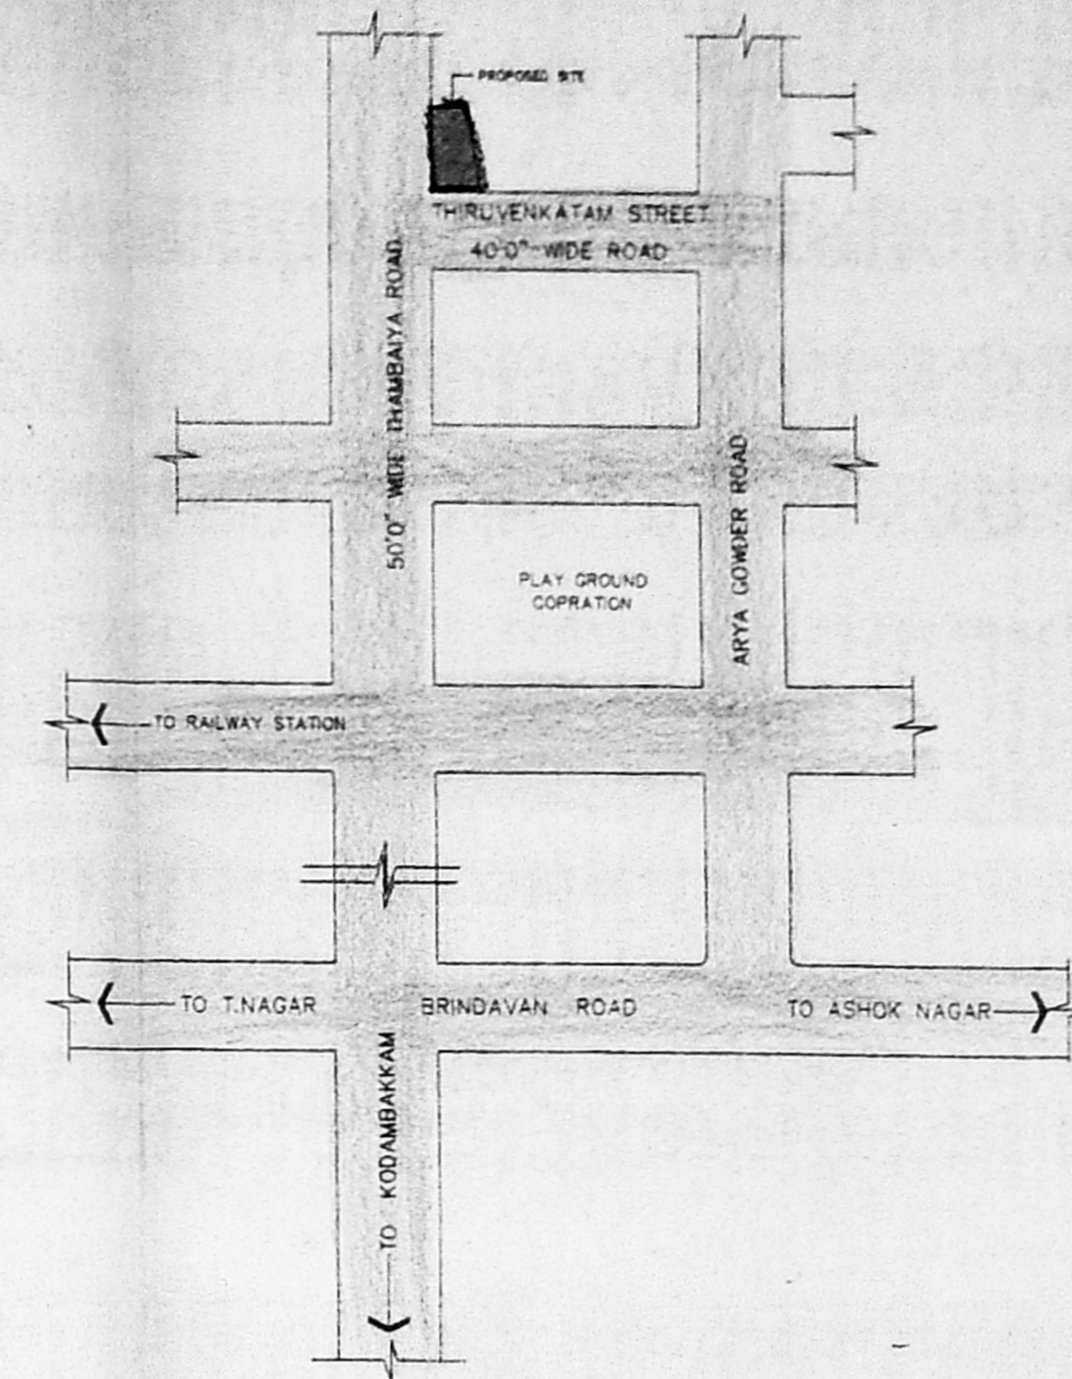 PROPOSED SITE
THIRUVENKATAM STREET
40'0" WIDE ROAD
50'0" WIDE THAMBAIYA ROAD
ARYA GOWDER ROAD
PLAY GROUND
COPRATION
TO RAILWAY STATION
TO T.NAGAR
BRINDAVAN ROAD
TO ASHOK NAGAR
TO KODAMBAKKAM